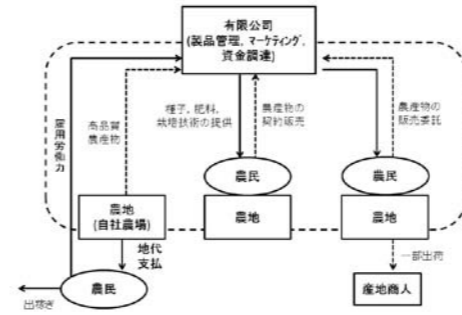 有限公司
(製品管理, マーケティング,
資金調達)
雇用労働力
高品質
農産物
種子, 肥料,
栽培技術の提供
農産物の
契約販売
農産物の
販売委託
農民
農民
農地
(自社農場)
農地
農地
地代
支払
一部出荷
農民
出稼ぎ
産地商人